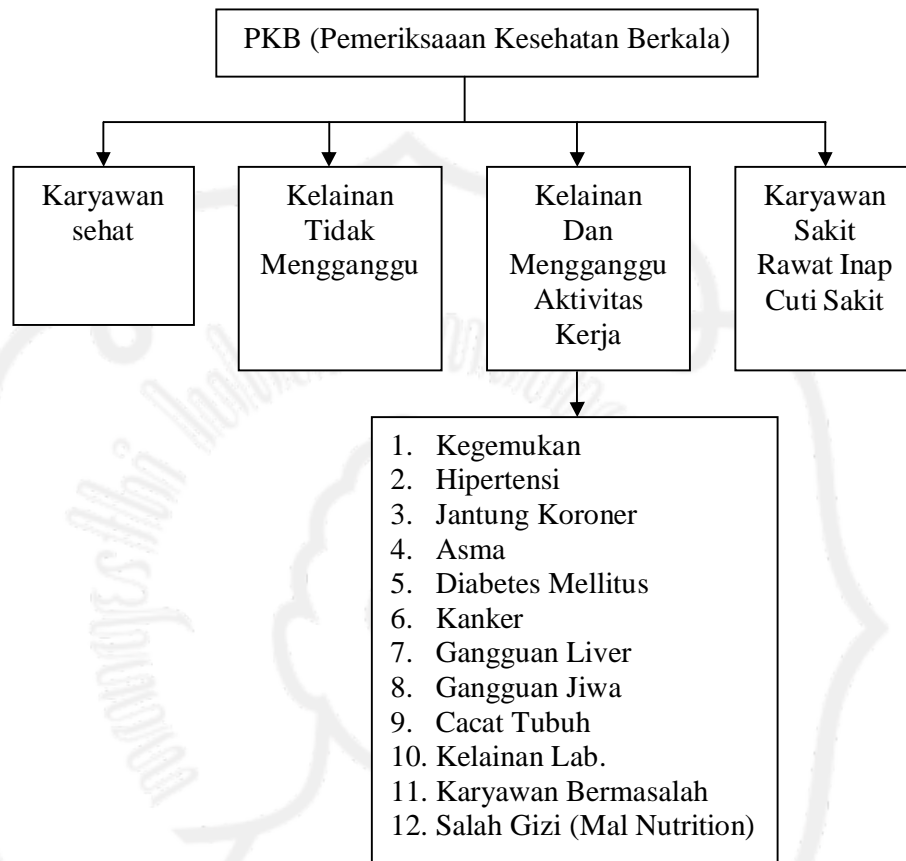 PKB (Pemeriksaaan Kesehatan Berkala)
Karyawan
sehat
Kelainan
Tidak
Mengganggu
Kelainan
Dan
Mengganggu
Aktivitas
Kerja
Karyawan
Sakit
Rawat Inap
Cuti Sakit
1. Kegemukan
2. Hipertensi
3. Jantung Koroner
4. Asma
5. Diabetes Mellitus
6. Kanker
7. Gangguan Liver
8. Gangguan Jiwa
9. Cacat Tubuh
10. Kelainan Lab.
11. Karyawan Bermasalah
12. Salah Gizi (Mal Nutrition)